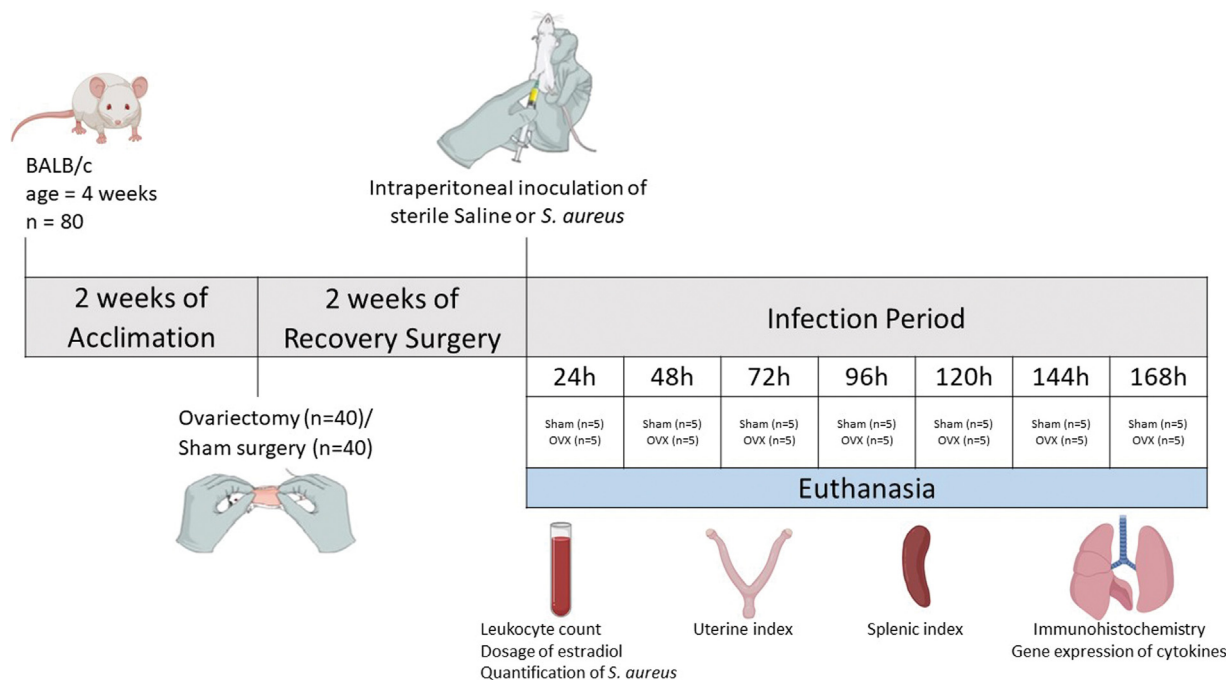 BALB/c
age = 4 weeks
n = 80
Intraperitoneal inoculation of
sterile Saline or S. aureus
2 weeks of
Acclimation
2 weeks of
Recovery Surgery
Infection Period
24h
48h
72h
96h
120h
144h
168h
Sham (n=5)
OVX (n=5)
Sham (n=5)
OVX (n=5)
Sham (n=5)
OVX (n=5)
Sham (n=5)
OVX (n=5)
Sham (n=5)
OVX (n=5)
Sham (n=5)
OVX (n=5)
Sham (n=5)
OVX (n=5)
Ovariectomy (n=40)/
Sham surgery (n=40)
Euthanasia
Leukocyte count
Dosage of estradiol
Quantification of S. aureus
Uterine index
Splenic index
Immunohistochemistry
Gene expression of cytokines